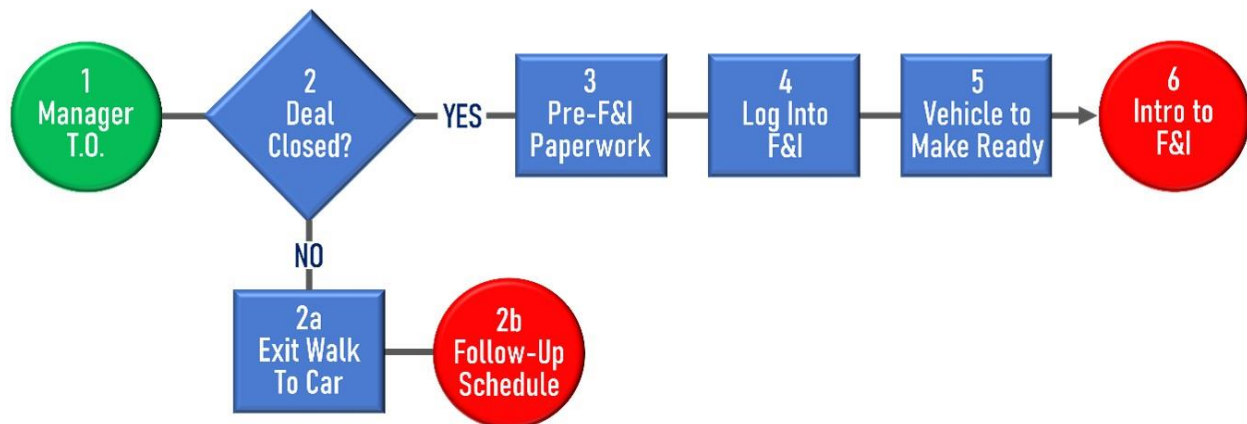 1
Manager
T.O.
2
Deal
Closed?
YES
3
Pre-F&I
Paperwork
4
Log Into
F&I
5
Vehicle to
Make Ready
6
Intro to
F&I
NO
2a
Exit Walk
To Car
2b
Follow-Up
Schedule